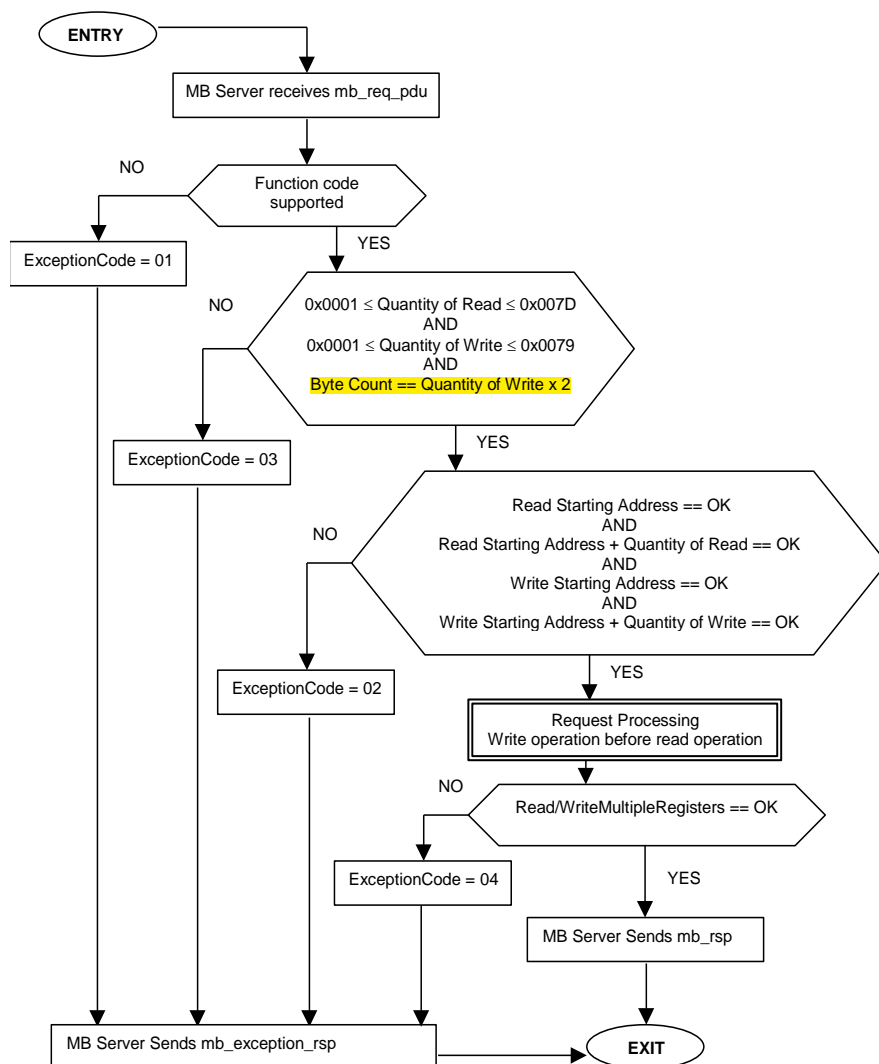 ENTRY
MB Server receives mb_req_pdu
NO
Function code
supported
YES
ExceptionCode = 01
NO
0x0001 ≤ Quantity of Read ≤ 0x007D
AND
0x0001 ≤ Quantity of Write ≤ 0x0079
AND
Byte Count == Quantity of Write x 2
YES
ExceptionCode = 03
NO
Read Starting Address == OK
AND
Read Starting Address + Quantity of Read == OK
AND
Write Starting Address == OK
AND
Write Starting Address + Quantity of Write == OK
YES
ExceptionCode = 02
Request Processing
Write operation before read operation
NO
Read/WriteMultipleRegisters == OK
ExceptionCode = 04
YES
MB Server Sends mb_rsp
MB Server Sends mb_exception_rsp
EXIT